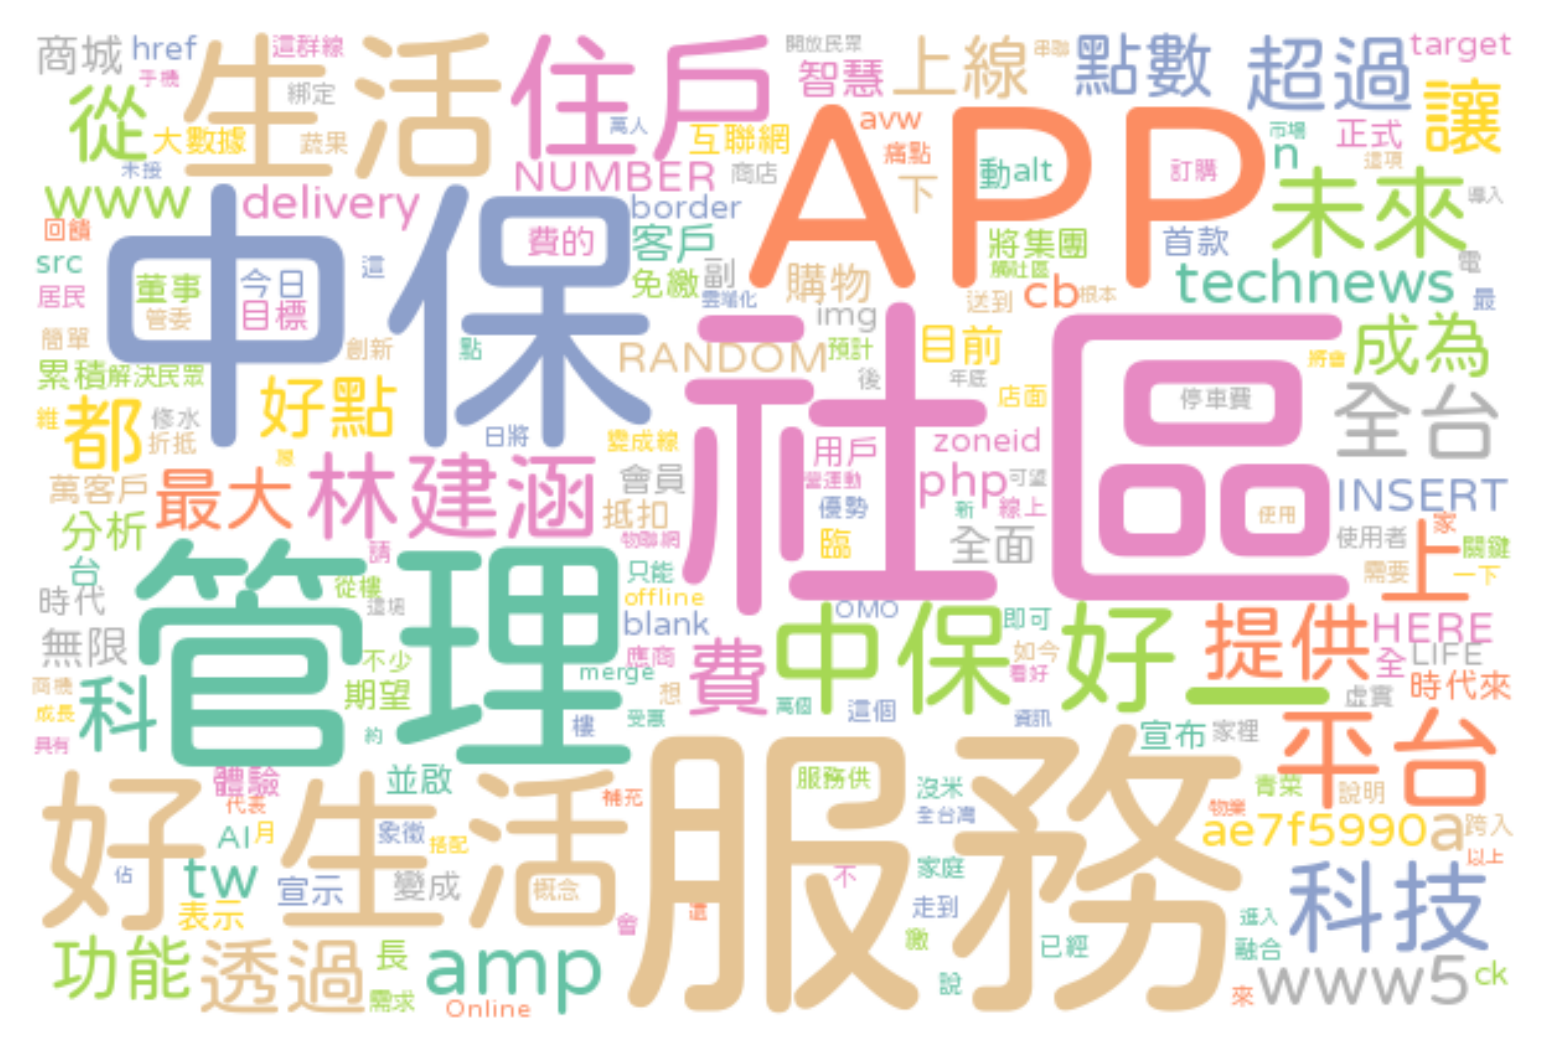 商城 href 生活 這群線 住戶 開放民眾 智慧 上線 串聯 點數 超過 target
手機 從 綁定 大數據 蔬果 萬人 互聯網 APP avw 痛點 市場 n 正式 讓
未接 www delivery NUMBER 商店 下 動 alt 訂購 這項 未來 導入
回饋 中保 費的 border 客戶 將集團 首款
src 董事 今日 這 免繳 副 購物 觸社區 technews 電
居民 管委 目標 雲端化 img 送到 cb 根本 最
簡單 創新 點 RANDOM 預計 目前 社區 將會 成為
累積 解決民眾 好點 後 年底 店面 停車費 全台
維 都 修水 折抵 日將 變成線 用戶 zoneid
萬客戶 最大 林建涵 會員 營運動 php 可望 INSERT
分析 抵扣 優勢 新 線上 使用 家
台 管理 請 物聯網 臨 全面 使用者 上 關鍵
時代 從樓 這塊 只能 offline 需要 一下
無限 blank OMO 中保好一 即可 提供 HERE
科 不少 應商 費 如今 全 LIFE
商機 期望 merge 想 看好 虛實 時代來
成長 樓 受惠 萬個 這個 資訊
具有 約 服務 宣布 家裡 平台
好生活 體驗 並啟 補充 服務供 沒米 青菜 說明
代表 AI 月 象徵 搭配 全台灣 物業 ae7f5990 a 跨入
佔 tw 宣示 變成 概念 不 家庭 以上
表示 會 還 走到 進入 科技
功能 透過 長 amp 繳 已經 融合
需求 Online 說 來 www5 ck